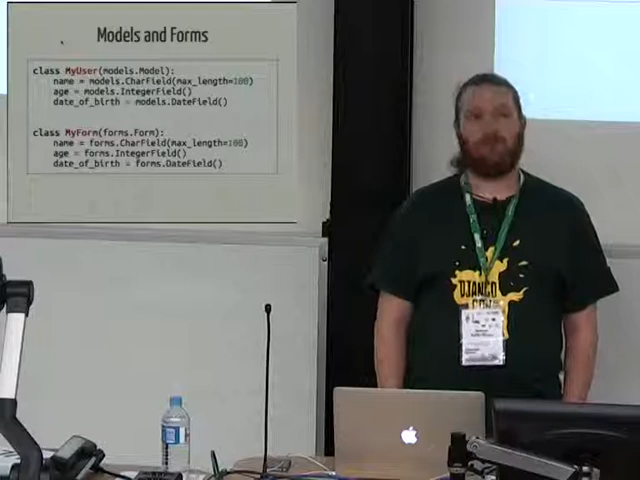 Models and Forms
class MyUser(models.Model):
name = models.CharField(max_length=100)
age = models.IntegerField()
date_of_birth = models.DateField()
class MyForm(forms.Form):
name = forms.CharField(max_length=100)
age = forms.IntegerField()
date_of_birth = forms.DateField()
DJANGO
CON